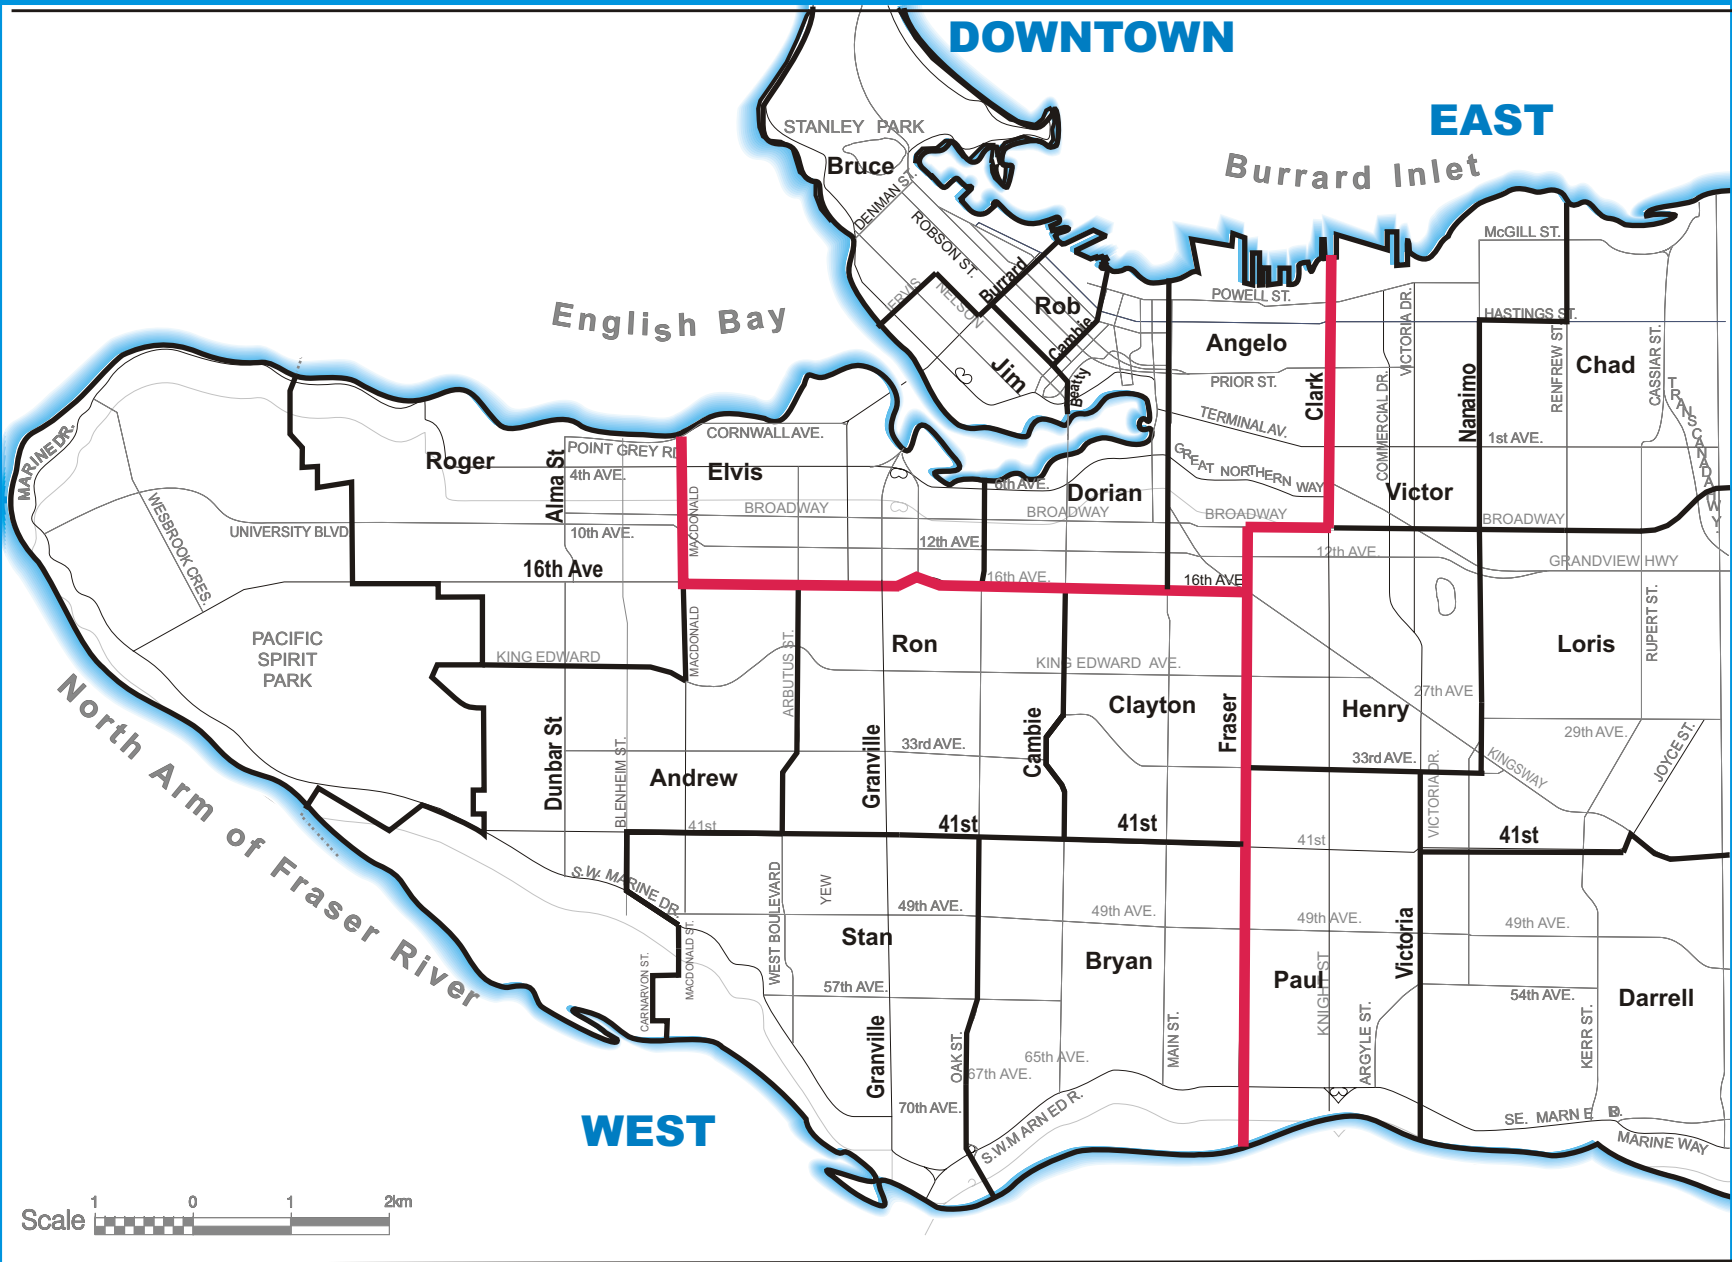 DOWNTOWN
EAST
Burrard Inlet
STANLEY PARK
Bruce
DENMAN ST.
ROBSON ST.
McGILL ST.
English Bay
NELSON
Burrard
Rob
Cambie
Jim
Beatty
POWELL ST.
HASTINGS ST.
Angelo
PRIOR ST.
Clark
VICTORIA DR.
COMMERCIAL DR.
Nanaimo
RENFREW ST.
Chad
CASSIAR ST.
TRANSCANADA WY.
TERMINAL AV.
GREAT NORTHERN WAY
1st AVE.
MARINE DR.
Roger
Alma St
POINT GREY RD
CORNWALL AVE.
4th AVE.
Elvis
MACDONALD
6th AVE.
Dorian
Victor
WESBROOK CRES.
UNIVERSITY BLVD
BROADWAY
BROADWAY
BROADWAY
BROADWAY
10th AVE.
12th AVE.
12th AVE.
GRANDVIEW HWY
16th Ave
16th AVE.
16th AVE
PACIFIC
SPIRIT
PARK
KING EDWARD
MACDONALD
ARBUTUS ST.
Ron
KING EDWARD AVE.
Loris
RUPERT ST.
27th AVE
Clayton
Fraser
Henry
North Arm of Fraser River
Dunbar St
BLENHEIM ST.
Andrew
Granville
33rd AVE.
Cambie
33rd AVE.
VICTORIA DR.
KINGSWAY
29th AVE.
JOYCE ST.
41st
41st
41st
41st
41st
S.W. MARINE DR.
WEST BOULEVARD
YEW
49th AVE.
49th AVE.
49th AVE.
49th AVE.
Stan
Bryan
Paul
KNIGHT ST
Victoria
Darrell
CARNARVON ST.
MACDONALD ST.
57th AVE.
54th AVE.
Granville
OAK ST.
65th AVE.
67th AVE.
MAIN ST.
ARGYLE ST.
KERR ST.
70th AVE.
S.W.MARNED R.
SE. MARN E D.
MARINE WAY
WEST
Scale
1 0 1 2km